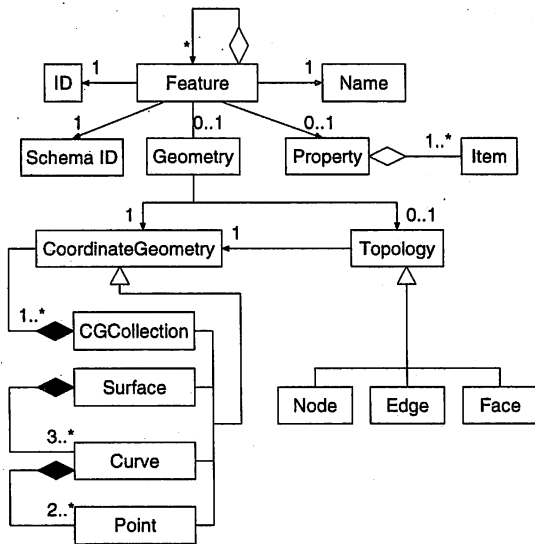 *
ID 1 Feature 1 Name
1 0..1 0..1
Schema ID Geometry Property 1..* Item
1 0..1
CoordinateGeometry 1 Topology
1..* CGCollection
Surface
Node Edge Face
3..* Curve
2..* Point